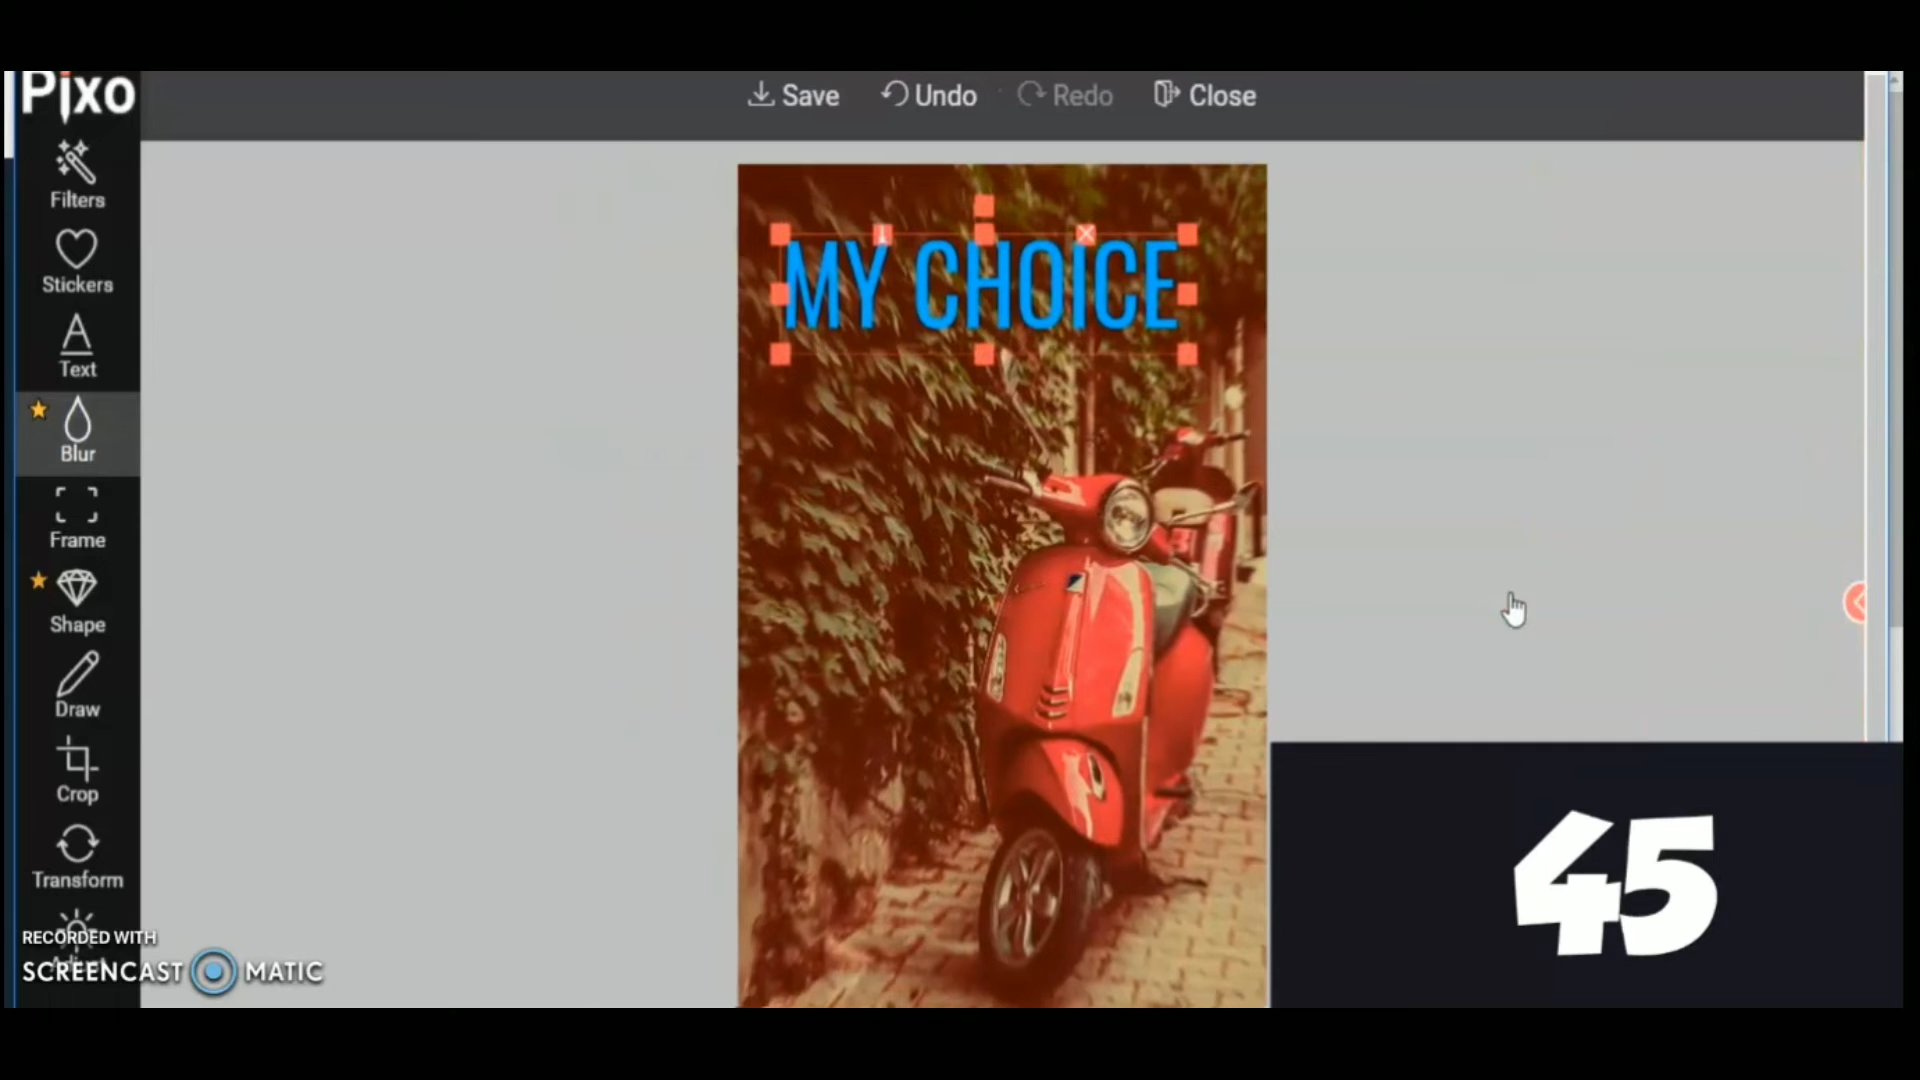 Pixo
Save Undo Redo Close
Filters
Stickers
Text
Blur
Frame
Shape
Draw
Crop
Transform
MY CHOICE
45
RECORDED WITH
SCREENCAST MATIC